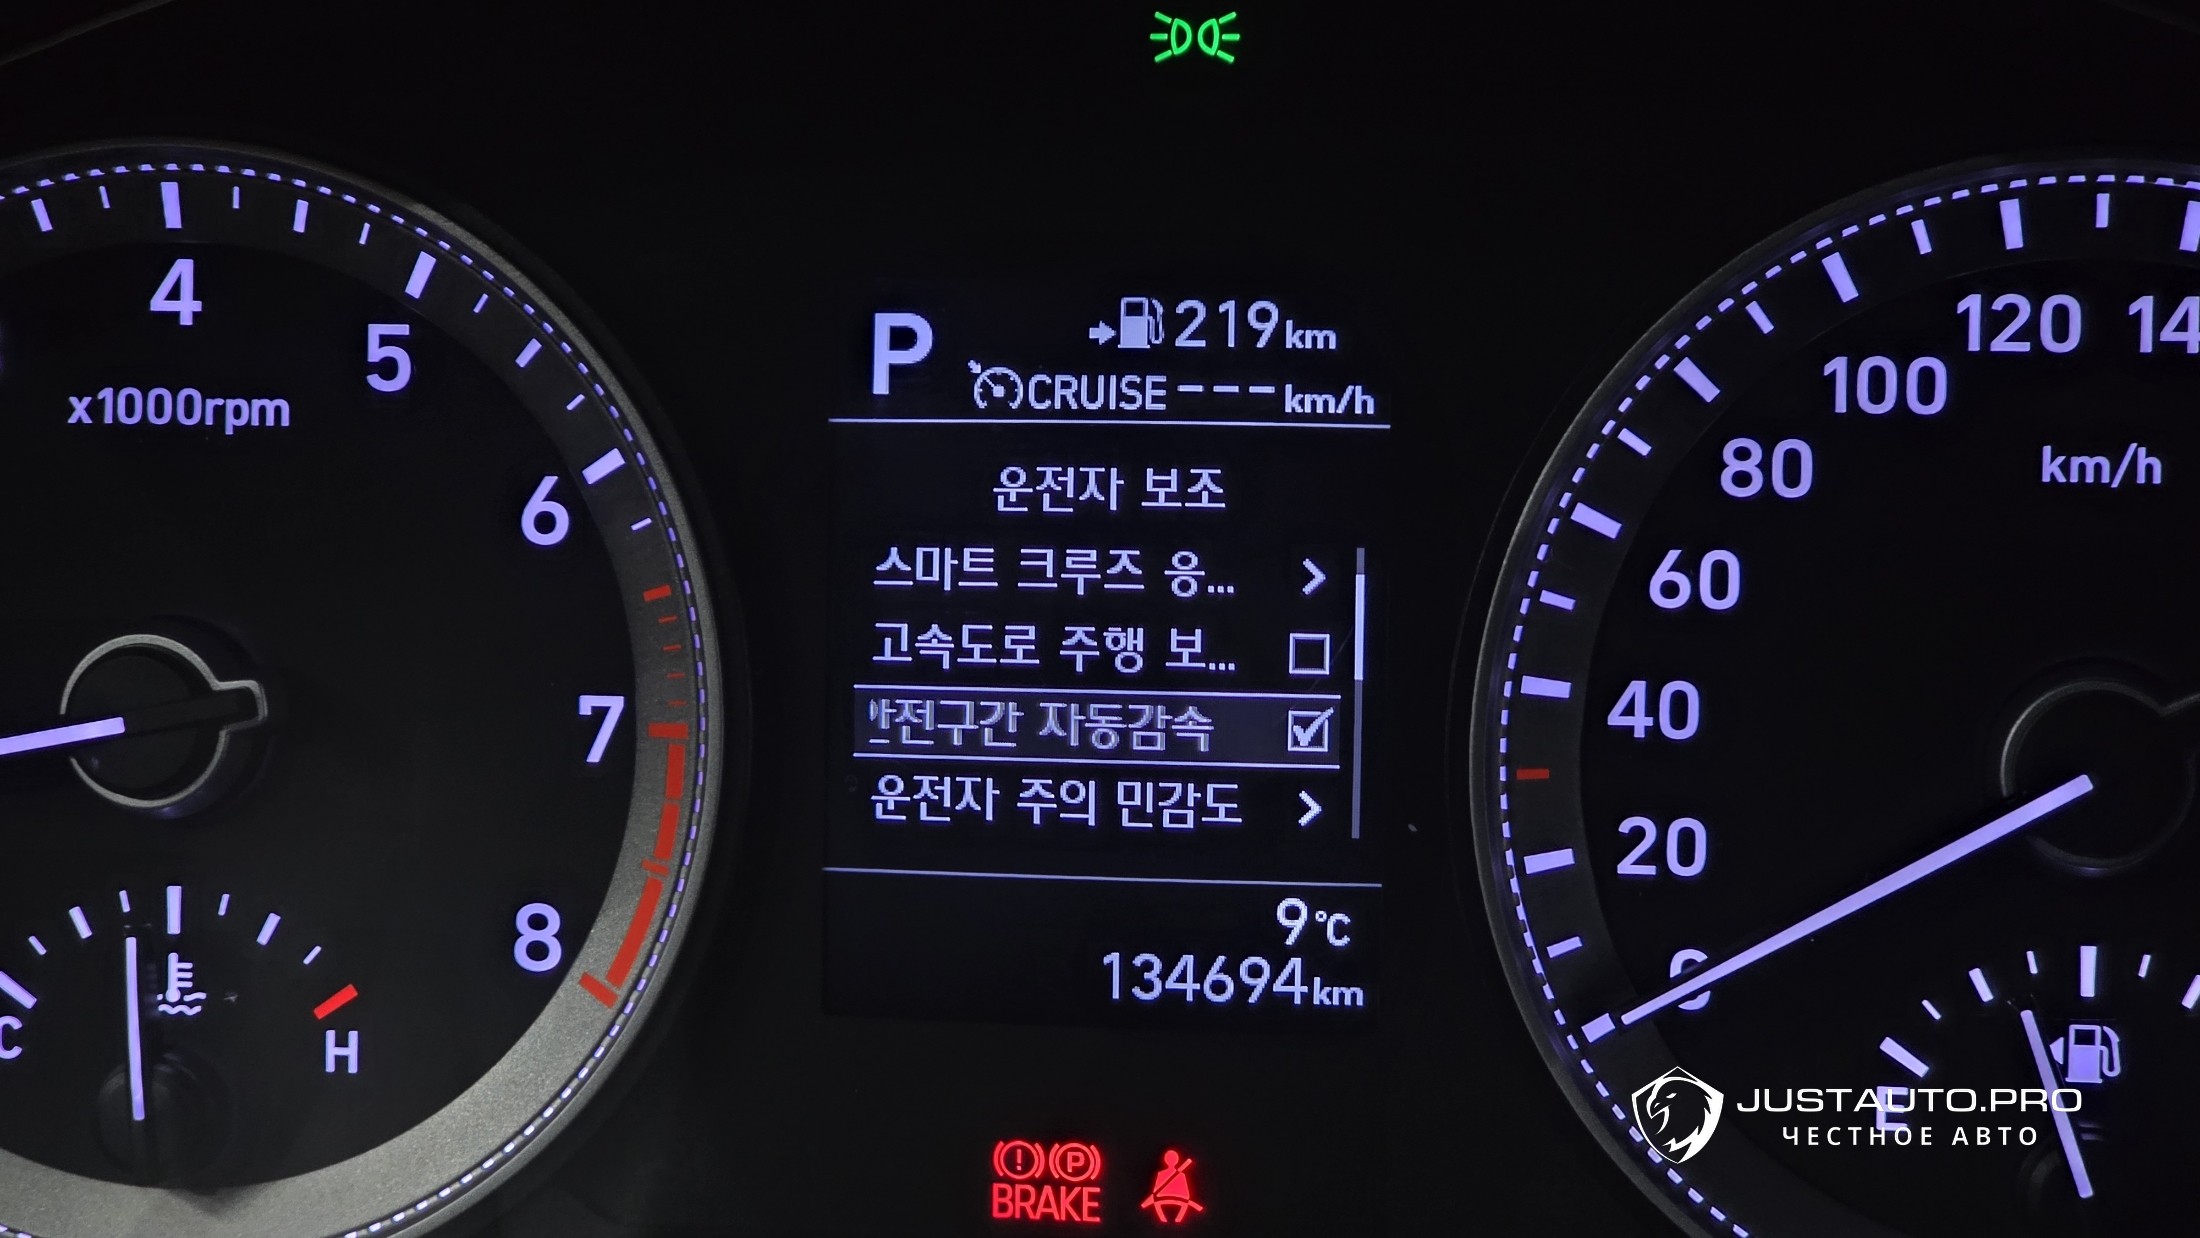 4
5
x1000rpm
6
7
8
C
H
P
219km
CRUISE---km/h
운전자 보조
스마트 크루즈 응...
고속도로 주행 보...
안전구간 자동감속
운전자 주의 민감도
9°C
134694km
BRAKE
120
100
80
km/h
60
40
20
0
E
JUSTAUTO.PRO
ЧЕСТНОЕ АВТО